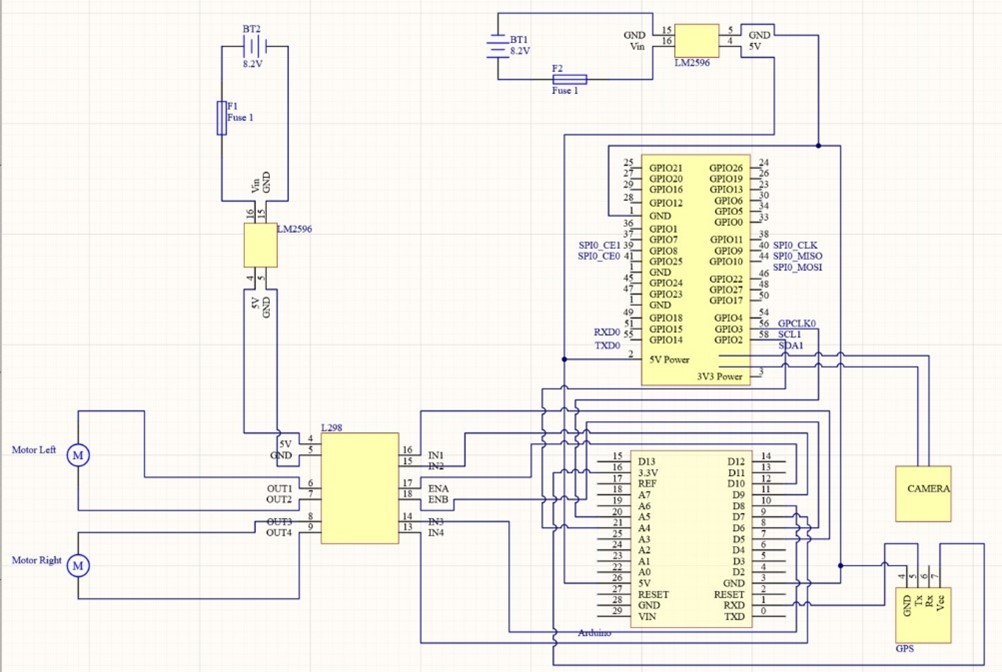 BT2
8.2V
F1
Fuse 1
Vin
GND
16
15
LM2596
4
5
5V
GND
BT1
8.2V
F2
Fuse 1
GND 15
Vin 16
5 GND
4 5V
LM2596
25 GPIO21 GPIO26 24
27 GPIO20 GPIO19 26
29 GPIO16 GPIO13 23
28 GPIO12 GPIO6 30
GPIO5 34
1 GND GPIO0 33
36 GPIO1
37 GPIO7 GPIO11 38
SPI0_CE1 39 GPIO8 GPIO9 40 SPI0_CLK
SPI0_CE0 41 GPIO25 GPIO10 44 SPI0_MISO
1 GND SPI0_MOSI
45 GPIO24 GPIO22 46
47 GPIO23 GPIO27 48
1 GND GPIO17 50
49 GPIO18 GPIO4 54
RXD0 51 GPIO15 GPIO3 56 GPCLK0
TXD0 55 GPIO14 GPIO2 58 SCL1
SDA1
2 5V Power
3V3 Power 3
L298
Motor Left
M
Motor Right
M
5V 4
GND 5
OUT1 6
OUT2 7
OUT3 8
OUT4 9
16 IN1
15 IN2
17 ENA
18 ENB
14 IN3
13 IN4
15 D13 D12 14
16 3.3V D11 13
17 REF D10 12
18 A7 D9 11
19 A6 D8 10
20 A5 D7 9
21 A4 D6 8
25 A3 D5 7
24 A2 D4 6
23 A1 D3 5
22 A0 D2 4
26 5V GND 3
27 RESET RESET 2
28 GND RXD 1
29 VIN TXD 0
Arduino
CAMERA
4 5 6 7
GND Tx Rx Vcc
GPS